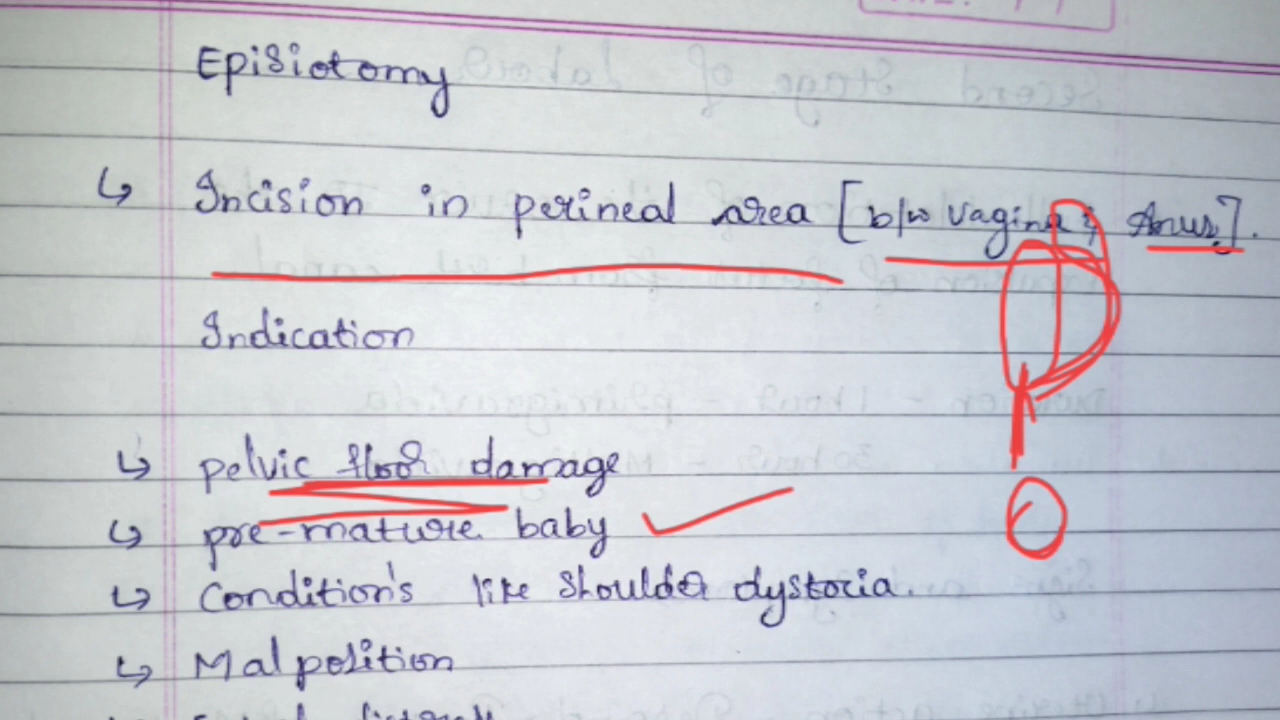 Episiotomy
↳ Incision in perineal area [b/w vagina & Anus].
Indication
↳ pelvic floor damage
↳ pre-mature baby
↳ Condition's like Shoulder dystocia.
↳ Malposition